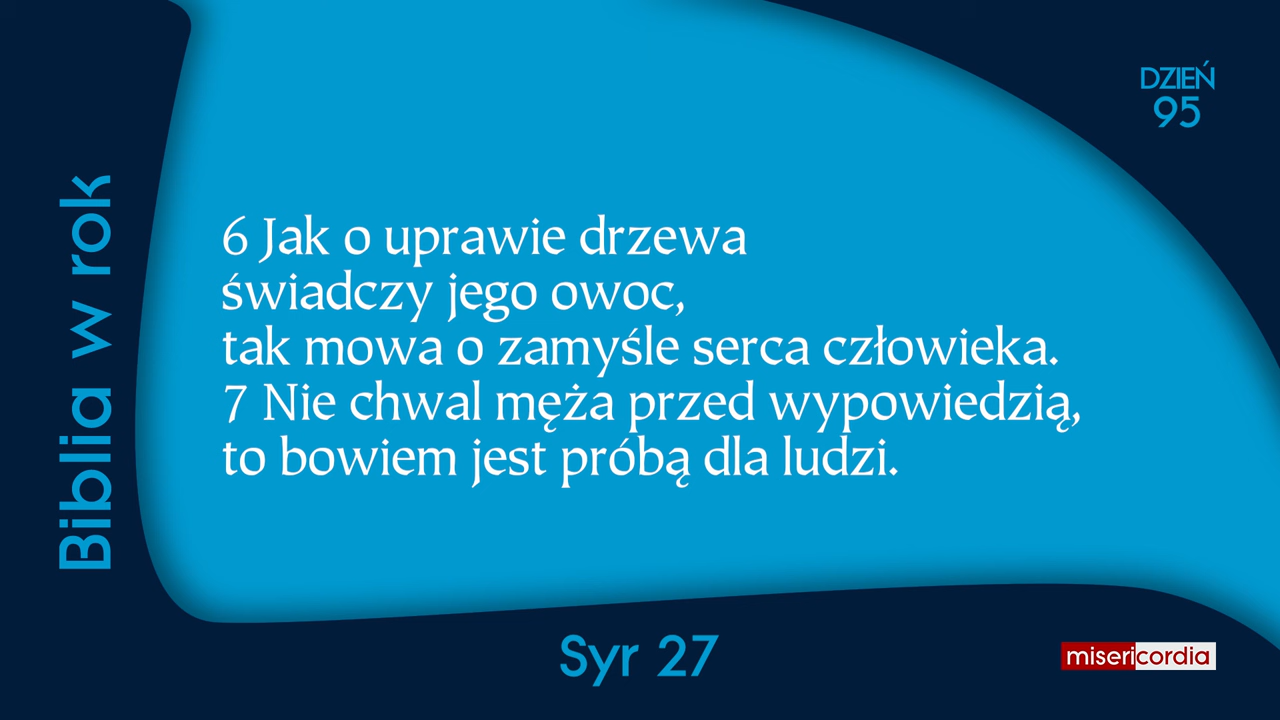 DZIEŃ
95
Biblia w rok
6 Jak o uprawie drzewa
świadczy jego owoc,
tak mowa o zamyśle serca człowieka.
7 Nie chwal męża przed wypowiedzią,
to bowiem jest próbą dla ludzi.
Syr 27
misericordia